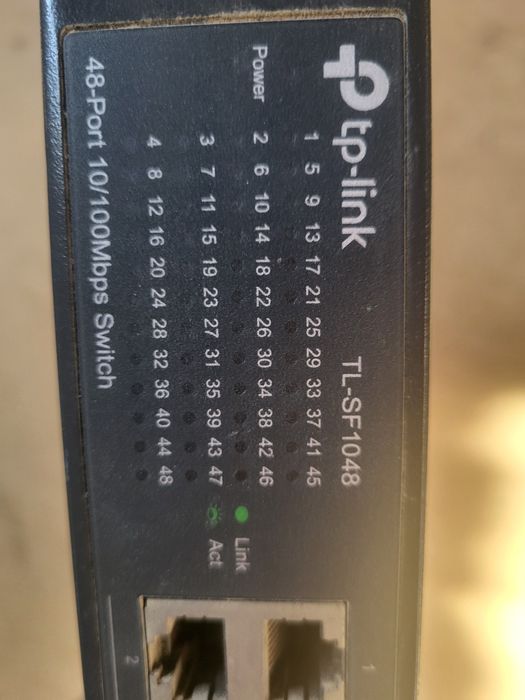 tp-link
TL-SF1048
1 5 9 13 17 21 25 29 33 37 41 45
Power
2 6 10 14 18 22 26 30 34 38 42 46
Link
3 7 11 15 19 23 27 31 35 39 43 47
Act
4 8 12 16 20 24 28 32 36 40 44 48
48-Port 10/100Mbps Switch
1
2